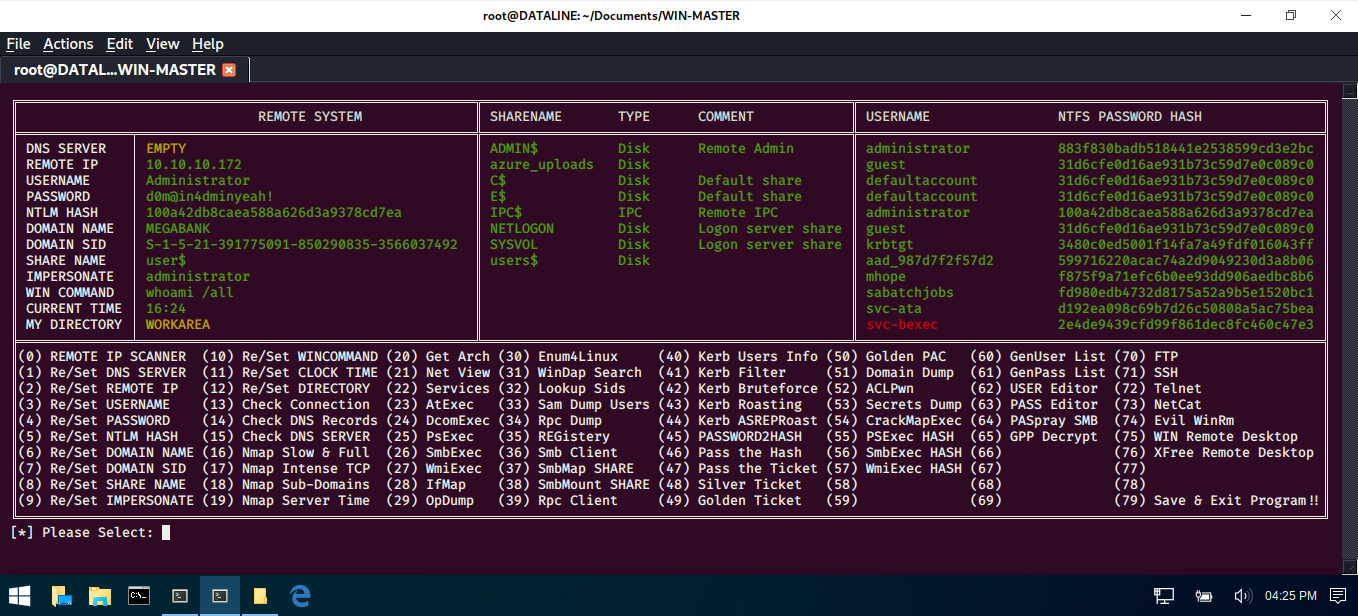 root@DATALINE: ~/Documents/WIN-MASTER
File Actions Edit View Help
root@DATAL...WIN-MASTER
REMOTE SYSTEM SHARENAME TYPE COMMENT USERNAME NTFS PASSWORD HASH
DNS SERVER EMPTY ADMIN$ Disk Remote Admin administrator 883f830badb518441e2538599cd3e2bc
REMOTE IP 10.10.10.172 azure_uploads Disk guest 31d6cfe0d16ae931b73c59d7e0c089c0
USERNAME Administrator C$ Disk Default share defaultaccount 31d6cfe0d16ae931b73c59d7e0c089c0
PASSWORD d0m@in4dminyeah! E$ Disk Default share defaultaccount 31d6cfe0d16ae931b73c59d7e0c089c0
NTLM HASH 100a42db8caea588a626d3a9378cd7ea IPC$ IPC Remote IPC administrator 100a42db8caea588a626d3a9378cd7ea
DOMAIN NAME MEGABANK NETLOGON Disk Logon server share guest 31d6cfe0d16ae931b73c59d7e0c089c0
DOMAIN SID S-1-5-21-391775091-850290835-3566037492 SYSVOL Disk Logon server share krbtgt 3480c0ed5001f14fa7a49fdf016043ff
SHARE NAME user$ users$ Disk aad_987d7f2f57d2 599716220acac74a2d9049230d3a8b06
IMPERSONATE administrator mhope f875f9a71efc6b0ee93dd906aedbc8b6
WIN COMMAND whoami /all sabatchjobs fd980edb4732d8175a52a9b5e1520bc1
CURRENT TIME 16:24 svc-ata d192ea098c69b7d26c50808a5ac75bea
MY DIRECTORY WORKAREA svc-bexec 2e4de9439cfd99f861dec8fc460c47e3
(0) REMOTE IP SCANNER (10) Re/Set WINCOMMAND (20) Get Arch (30) Enum4Linux (40) Kerb Users Info (50) Golden PAC (60) GenUser List (70) FTP
(1) Re/Set DNS SERVER (11) Re/Set CLOCK TIME (21) Net View (31) WinDap Search (41) Kerb Filter (51) Domain Dump (61) GenPass List (71) SSH
(2) Re/Set REMOTE IP (12) Re/Set DIRECTORY (22) Services (32) Lookup Sids (42) Kerb Bruteforce (52) ACLPwn (62) USER Editor (72) Telnet
(3) Re/Set USERNAME (13) Check Connection (23) AtExec (33) Sam Dump Users (43) Kerb Roasting (53) Secrets Dump (63) PASS Editor (73) NetCat
(4) Re/Set PASSWORD (14) Check DNS Records (24) DcomExec (34) Rpc Dump (44) Kerb ASREPRoast (54) CrackMapExec (64) PASpray SMB (74) Evil WinRm
(5) Re/Set NTLM HASH (15) Check DNS SERVER (25) PsExec (35) REGistery (45) PASSWORD2HASH (55) PSExec HASH (65) GPP Decrypt (75) WIN Remote Desktop
(6) Re/Set DOMAIN NAME (16) Nmap Slow & Full (26) SmbExec (36) Smb Client (46) Pass the Hash (56) SmbExec HASH (66) (76) XFree Remote Desktop
(7) Re/Set DOMAIN SID (17) Nmap Intense TCP (27) WmiExec (37) SmbMap SHARE (47) Pass the Ticket (57) WmiExec HASH (67) (77)
(8) Re/Set SHARE NAME (18) Nmap Sub-Domains (28) IfMap (38) SmbMount SHARE (48) Silver Ticket (58) (68) (78)
(9) Re/Set IMPERSONATE (19) Nmap Server Time (29) OpDump (39) Rpc Client (49) Golden Ticket (59) (69) (79) Save & Exit Program!!
[*] Please Select:
04:25 PM